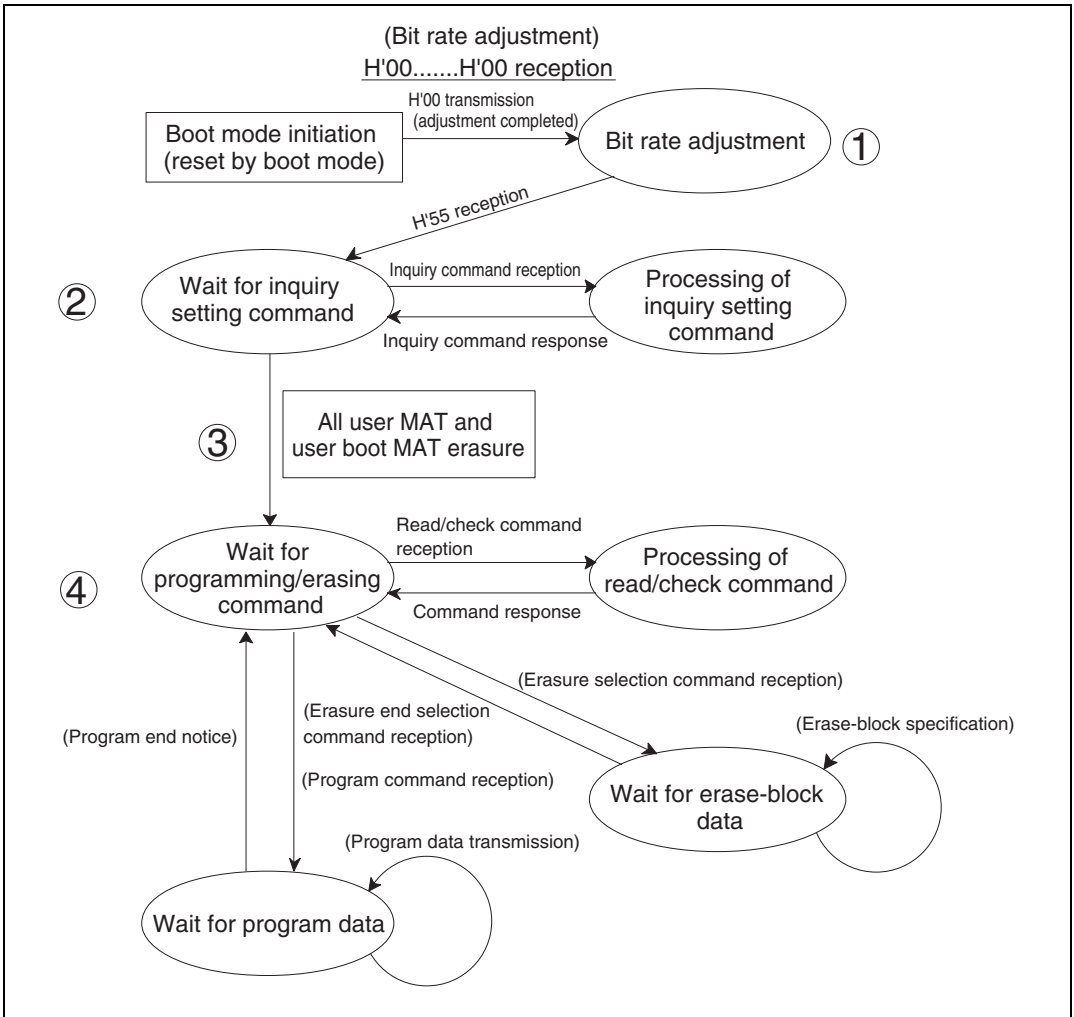 (Bit rate adjustment)
H'00.......H'00 reception
H'00 transmission
(adjustment completed)
Boot mode initiation
(reset by boot mode)
Bit rate adjustment
1
H'55 reception
2
Wait for inquiry
setting command
Inquiry command reception
Inquiry command response
Processing of
inquiry setting
command
3
All user MAT and
user boot MAT erasure
4
Wait for
programming/erasing
command
Read/check command
reception
Command response
Processing of
read/check command
(Erasure selection command reception)
(Program end notice)
(Erasure end selection
command reception)
(Program command reception)
(Erase-block specification)
Wait for erase-block
data
(Program data transmission)
Wait for program data